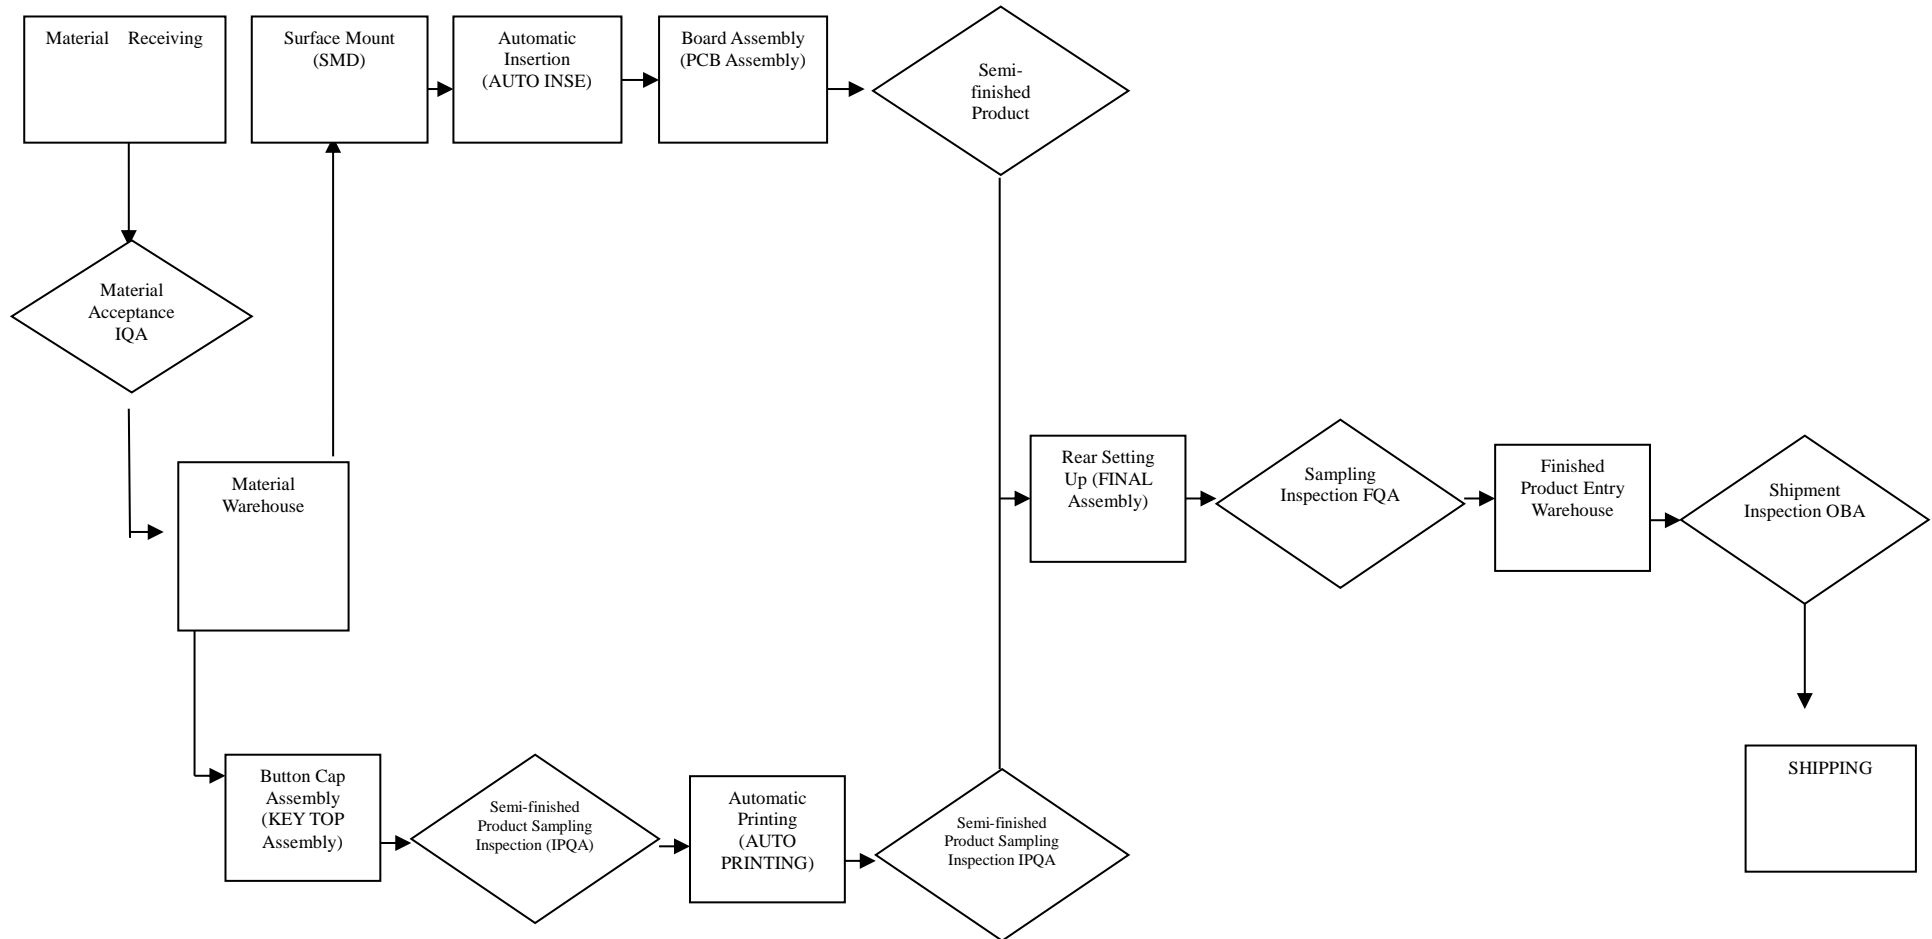 Material Receiving
Surface Mount
(SMD)
Automatic
Insertion
(AUTO INSE)
Board Assembly
(PCB Assembly)
Semi-
finished
Product
Material
Acceptance
IQA
Material
Warehouse
Rear Setting
Up (FINAL
Assembly)
Sampling
Inspection FQA
Finished
Product Entry
Warehouse
Shipment
Inspection OBA
Button Cap
Assembly
(KEY TOP
Assembly)
Semi-finished
Product Sampling
Inspection (IPQA)
Automatic
Printing
(AUTO
PRINTING)
Semi-finished
Product Sampling
Inspection IPQA
SHIPPING